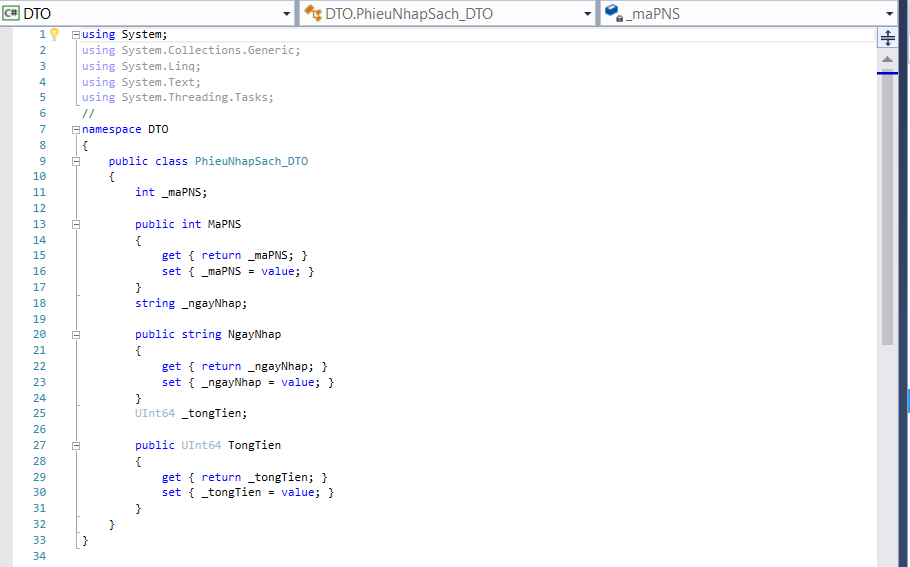 C# DTO DTO.PhieuNhapSach_DTO _maPNS
1 using System;
2 using System.Collections.Generic;
3 using System.Linq;
4 using System.Text;
5 using System.Threading.Tasks;
6 //
7 namespace DTO
8 {
9 public class PhieuNhapSach_DTO
10 {
11 int _maPNS;
12
13 public int MaPNS
14 {
15 get { return _maPNS; }
16 set { _maPNS = value; }
17 }
18 string _ngayNhap;
19
20 public string NgayNhap
21 {
22 get { return _ngayNhap; }
23 set { _ngayNhap = value; }
24 }
25 UInt64 _tongTien;
26
27 public UInt64 TongTien
28 {
29 get { return _tongTien; }
30 set { _tongTien = value; }
31 }
32 }
33 }
34